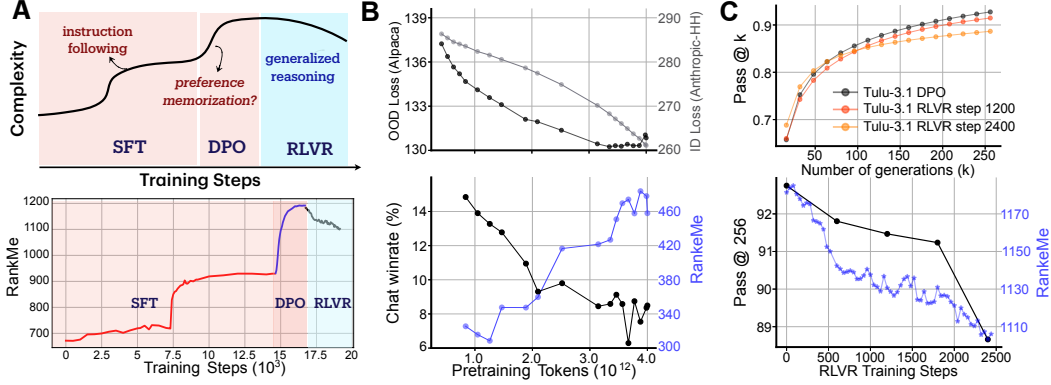 A
Complexity
instruction
following
preference
memorization?
generalized
reasoning
SFT
DPO
RLVR
Training Steps
RankMe
1200
1100
1000
900
800
700
SFT
DPO
RLVR
0
2.5
5.0
7.5
10.0
12.5
15.0
17.5
20.0
Training Steps (10³)
B
OOD Loss (Alpaca)
139
136
133
130
290
280
270
260
ID Loss (Anthropic-HH)
Chat winrate (%)
14
12
10
8
6
460
420
380
340
300
RankeMe
1.0
2.0
3.0
4.0
Pretraining Tokens (10¹²)
C
Pass @ k
0.9
0.8
0.7
Tulu-3.1 DPO
Tulu-3.1 RLVR step 1200
Tulu-3.1 RLVR step 2400
0
50
100
150
200
250
Number of generations (k)
Pass @ 256
92
91
90
89
1170
1150
1130
1110
RankeMe
0
500
1000
1500
2000
2500
RLVR Training Steps